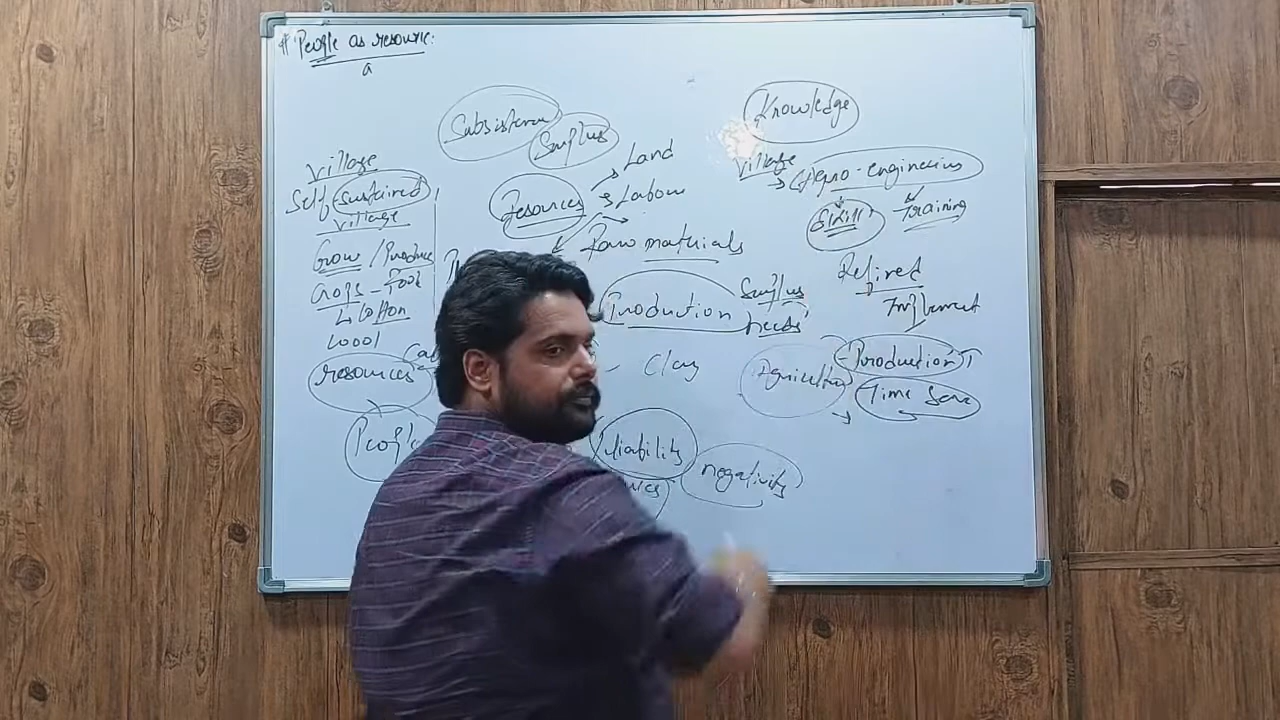 # People as resource:
a
Subsistence
Surplus
Village
Self Sustained
Village
Grow / Produce
Crops - Food
↳ Cotton
wool
resources
Resources
→ Land
→ Labour
Raw materials
Production
Surplus
needs
- Clay
liability
negativity
Knowledge
Village
→ Agro-engineering
Skill
Training
Retired
Implement
- Production ↑
Time Save